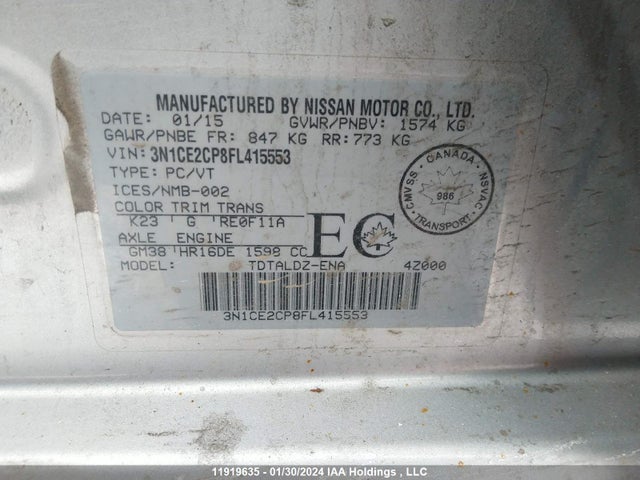 MANUFACTURED BY NISSAN MOTOR CO., LTD.
DATE: 01/15 GVWR/PNBV: 1574 KG
GAWR/PNBE FR: 847 KG RR: 773 KG
VIN: 3N1CE2CP8FL415553
TYPE: PC/VT
ICES/NMB-002
COLOR TRIM TRANS
K23 ' G 'RE0F11A
AXLE ENGINE
GM38 'HR16DE 1598 CC
MODEL: TDTALDZ-ENA 4Z000
EC
CANADA
CMVSS NSVAC
986
TRANSPORT
3N1CE2CP8FL415553
11919635 - 01/30/2024 IAA Holdings , LLC